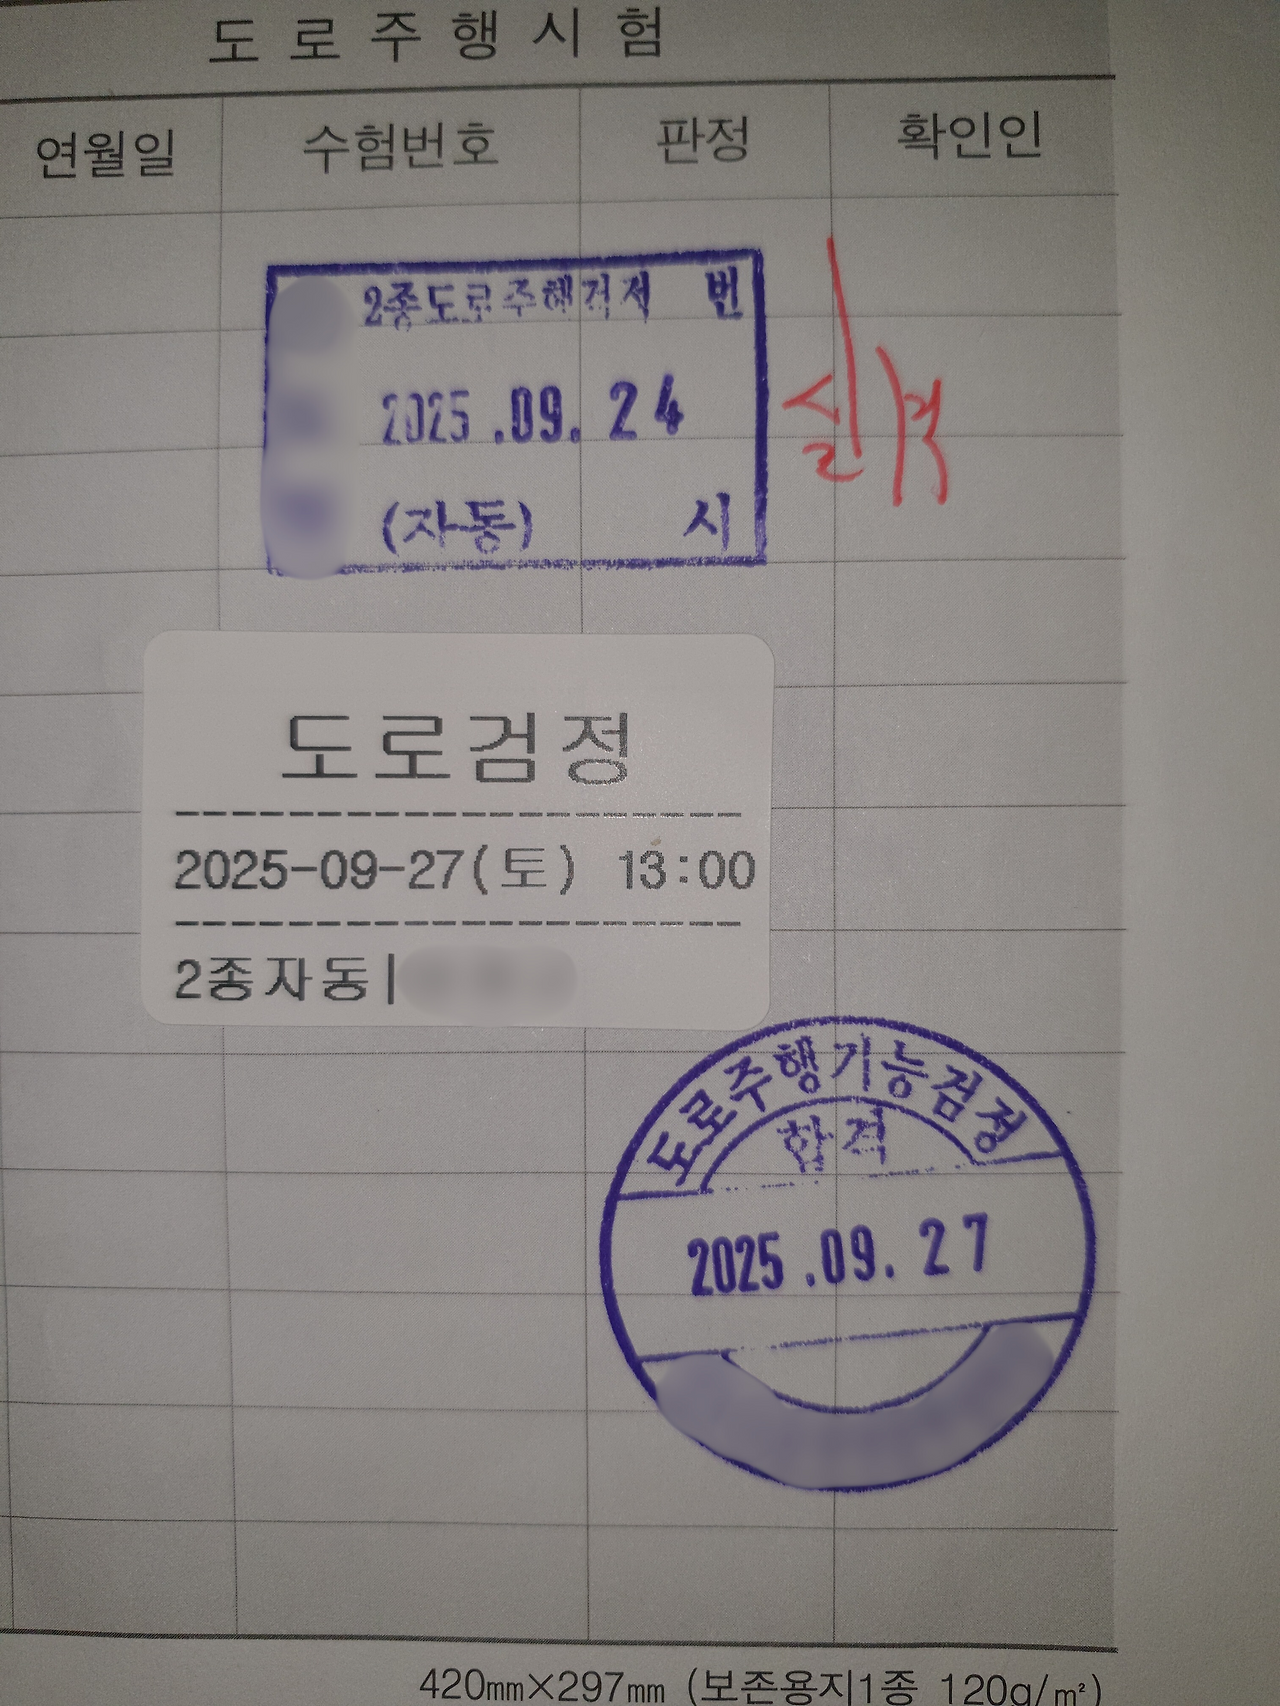 도로주행시험
연월일 수험번호 판정 확인인
2종도로주행검정 번
2025.09.24
(자동) 시
실격
도로검정
2025-09-27(토) 13:00
2종자동|
도로주행기능검정
합격
2025.09.27
420mm×297mm (보존용지1종 120g/m²)